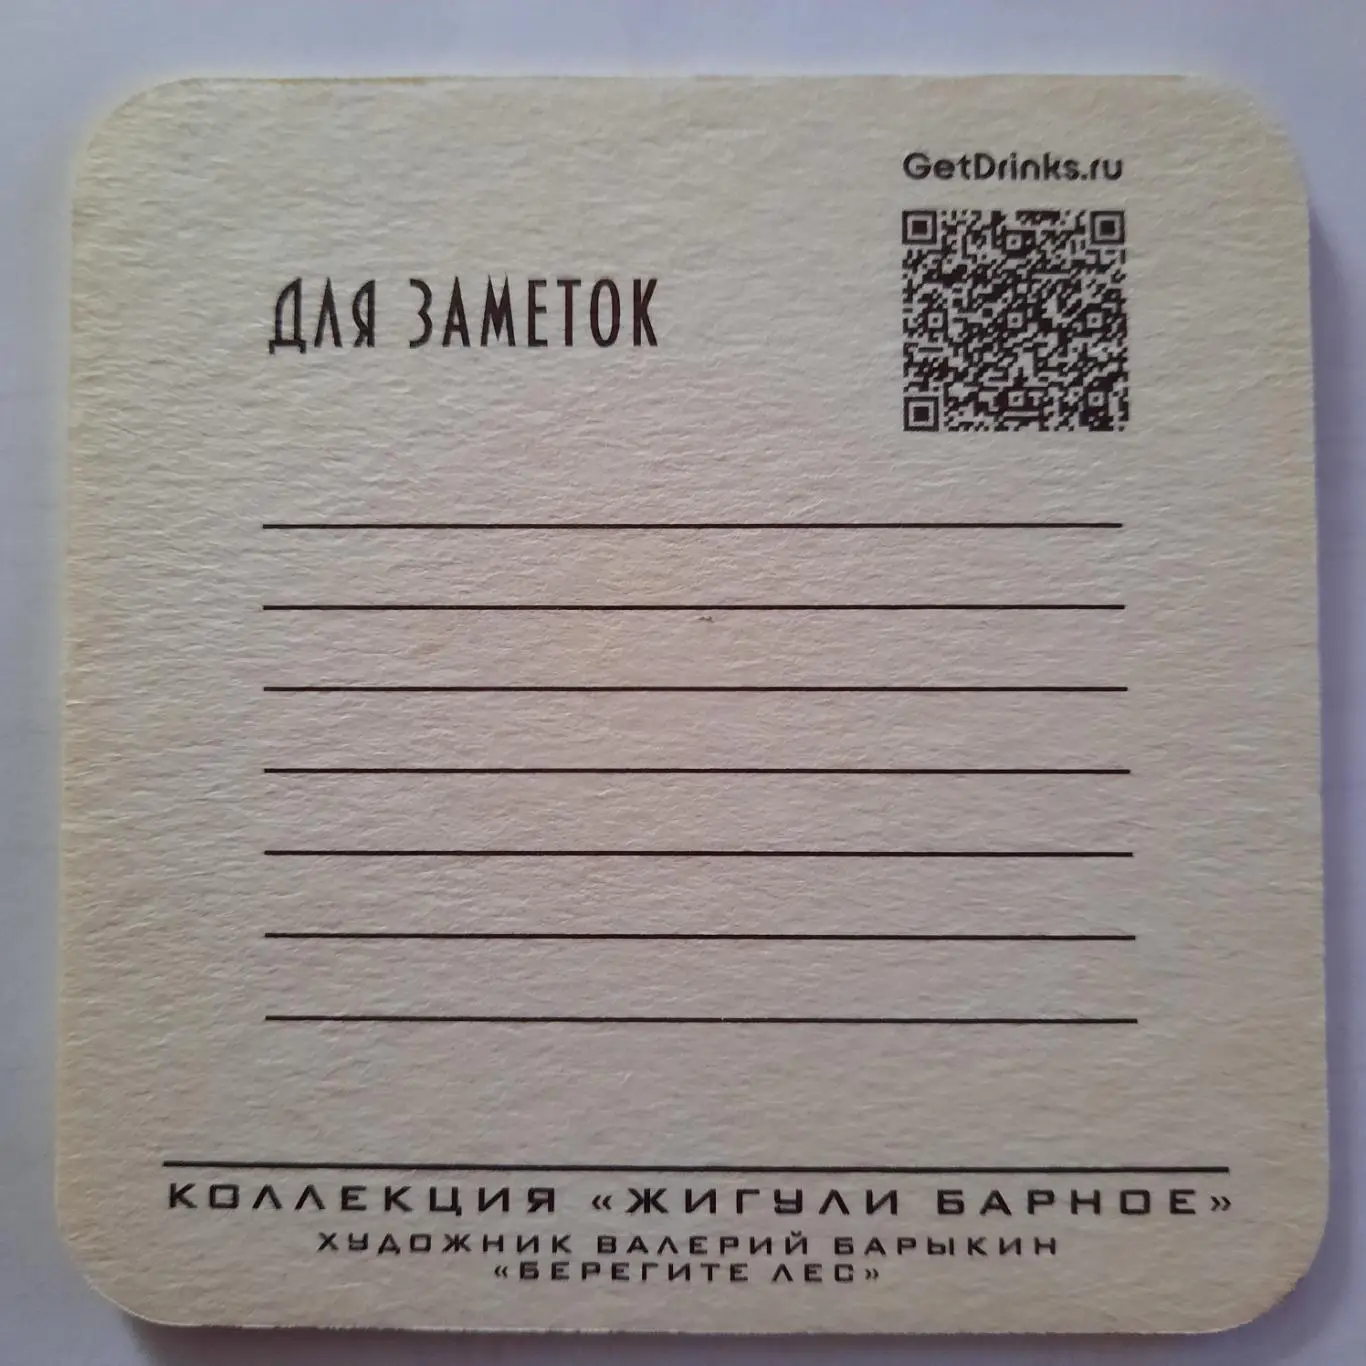 GetDrinks.ru
ДЛЯ ЗАМЕТОК
КОЛЛЕКЦИЯ «ЖИГУЛИ БАРНОЕ»
ХУДОЖНИК ВАЛЕРИЙ БАРЫКИН
«БЕРЕГИТЕ ЛЕС»